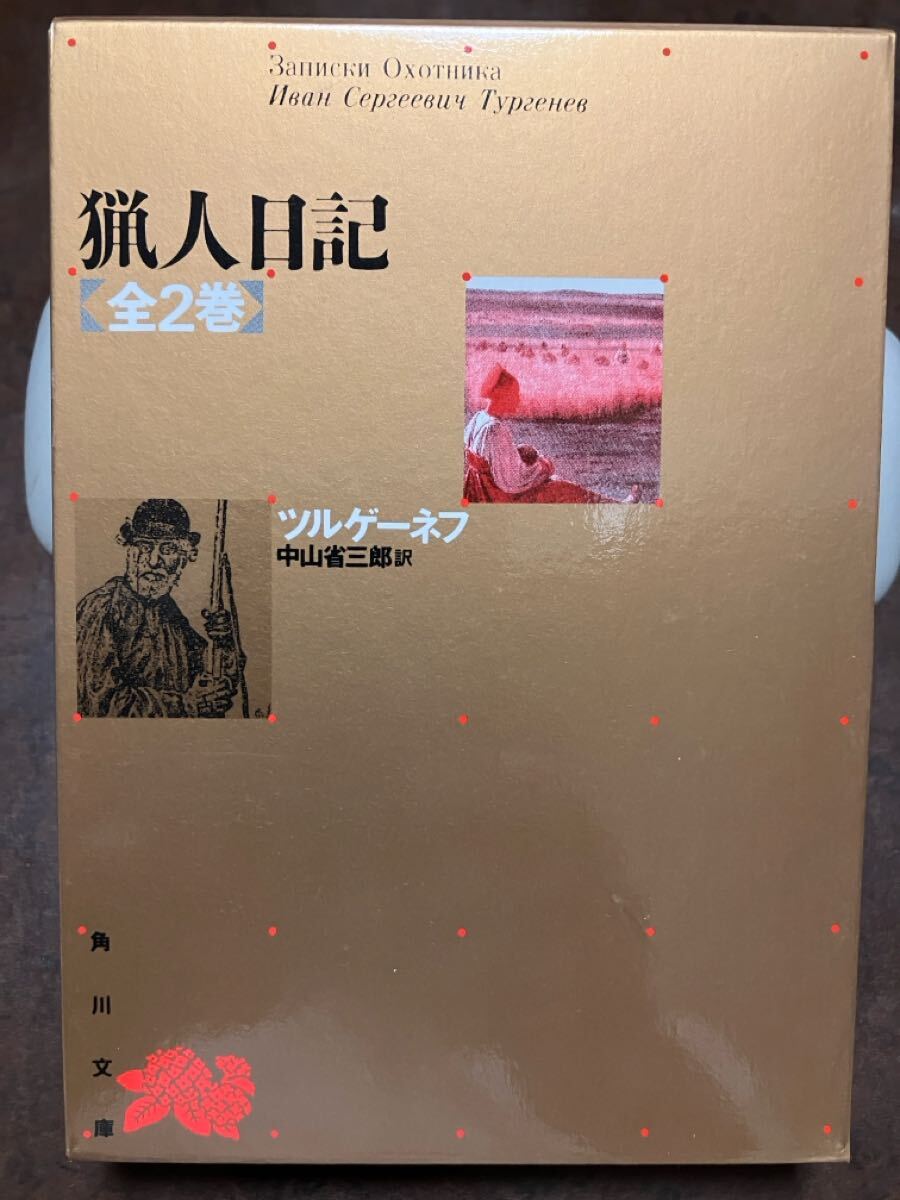 Записки Охотника
Иван Сергеевич Тургенев
猟人日記
【全2巻】
ツルゲーネフ
中山省三郎訳
角川文庫